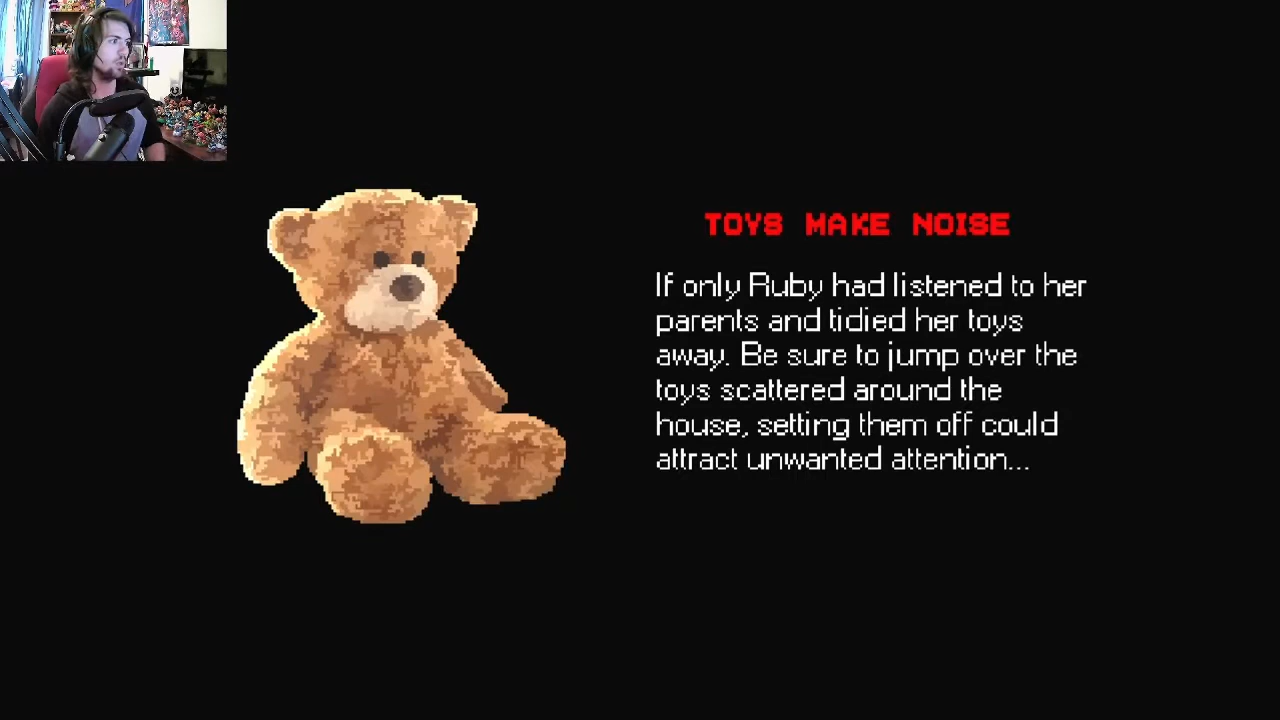 TOYS MAKE NOISE
If only Ruby had listened to her
parents and tidied her toys
away. Be sure to jump over the
toys scattered around the
house, setting them off could
attract unwanted attention...